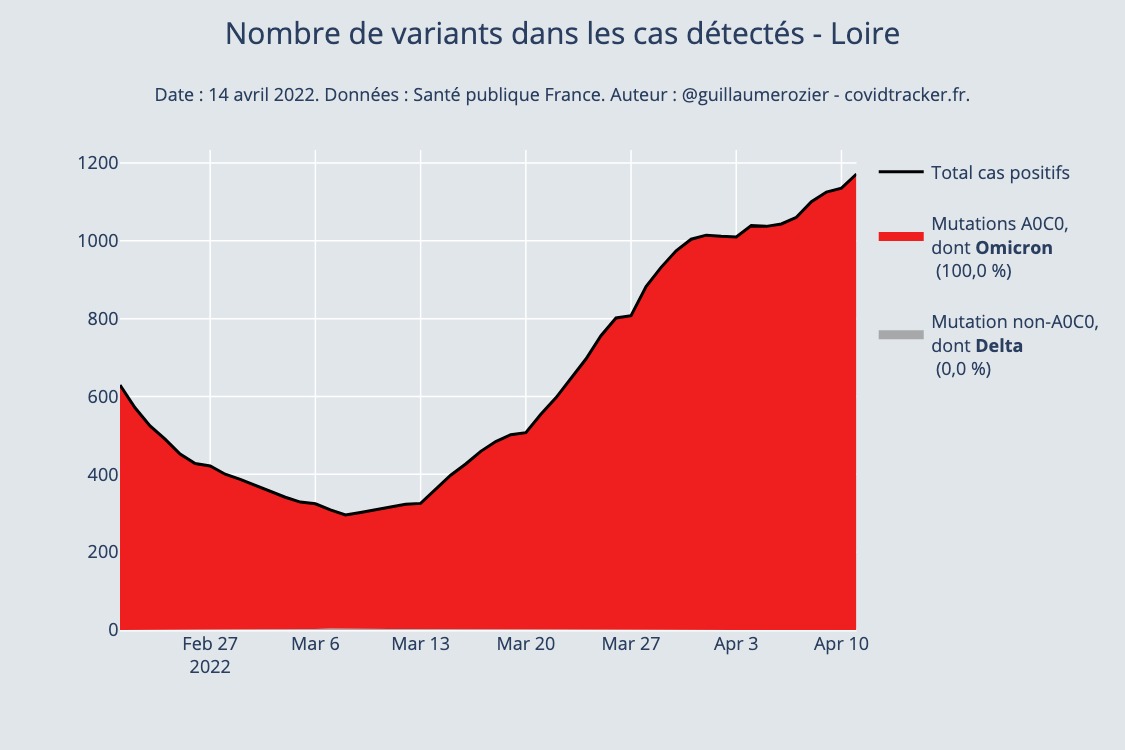 Nombre de variants dans les cas détectés - Loire
Date : 14 avril 2022. Données : Santé publique France. Auteur : @guillaumerozier - covidtracker.fr.
1200
1000
800
600
400
200
0
Feb 27
2022
Mar 6
Mar 13
Mar 20
Mar 27
Apr 3
Apr 10
Total cas positifs
Mutations A0C0,
dont Omicron
(100,0 %)
Mutation non-A0C0,
dont Delta
(0,0 %)